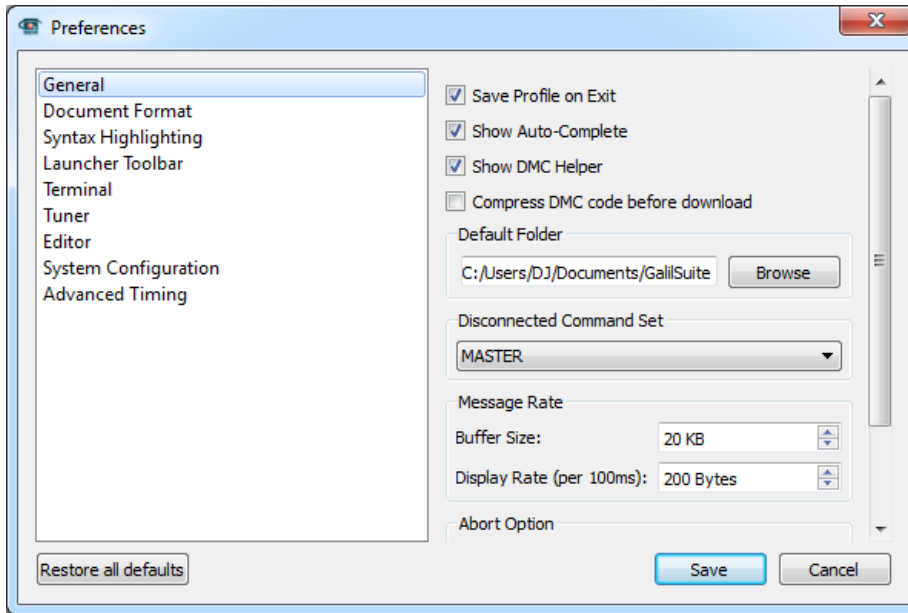 Preferences
General
Document Format
Syntax Highlighting
Launcher Toolbar
Terminal
Tuner
Editor
System Configuration
Advanced Timing
Save Profile on Exit
Show Auto-Complete
Show DMC Helper
Compress DMC code before download
Default Folder
C:/Users/DJ/Documents/GalilSuite
Browse
Disconnected Command Set
MASTER
Message Rate
Buffer Size: 20 KB
Display Rate (per 100ms): 200 Bytes
Abort Option
Restore all defaults
Save
Cancel